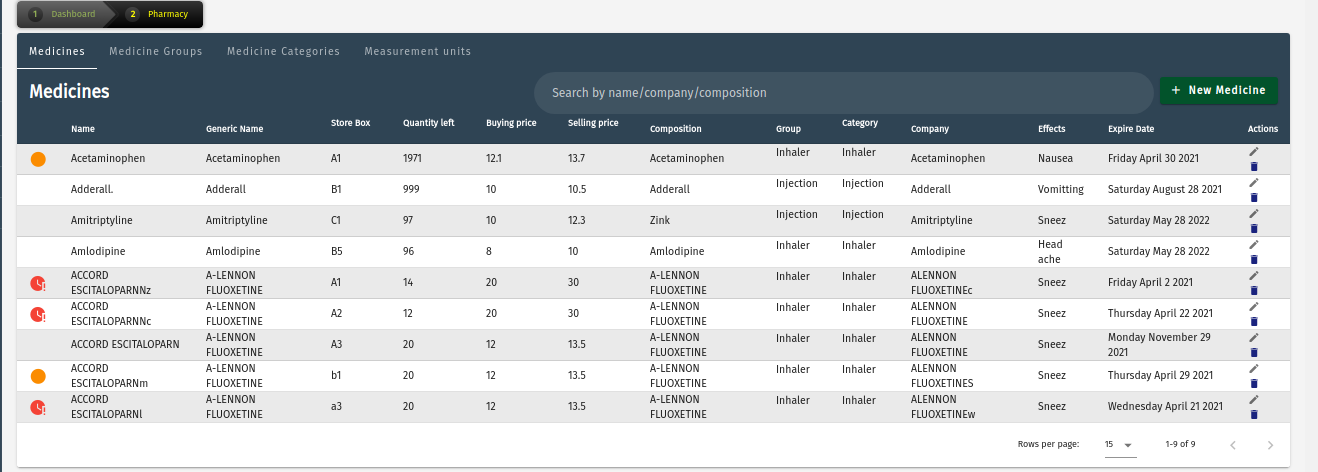 1 Dashboard 2 Pharmacy
Medicines Medicine Groups Medicine Categories Measurement units
Medicines Search by name/company/composition + New Medicine
Name Generic Name Store Box Quantity left Buying price Selling price Composition Group Category Company Effects Expire Date Actions
Acetaminophen Acetaminophen A1 1971 12.1 13.7 Acetaminophen Inhaler Inhaler Acetaminophen Nausea Friday April 30 2021
Adderall. Adderall B1 999 10 10.5 Adderall Injection Injection Adderall Vomitting Saturday August 28 2021
Amitriptyline Amitriptyline C1 97 10 12.3 Zink Injection Injection Amitriptyline Sneez Saturday May 28 2022
Amlodipine Amlodipine B5 96 8 10 Amlodipine Inhaler Inhaler Amlodipine Head Saturday May 28 2022
ache
ACCORD A-LENNON A1 14 20 30 A-LENNON Inhaler Inhaler ALENNON Sneez Friday April 2 2021
ESCITALOPARNNz FLUOXETINE FLUOXETINE FLUOXETINEc
ACCORD A-LENNON A2 12 20 30 A-LENNON Inhaler Inhaler ALENNON Sneez Thursday April 22 2021
ESCITALOPARNNc FLUOXETINE FLUOXETINE FLUOXETINE
ACCORD ESCITALOPARN A-LENNON A3 20 12 13.5 A-LENNON Inhaler Inhaler ALENNON Sneez Monday November 29
FLUOXETINE FLUOXETINE FLUOXETINE 2021
ACCORD A-LENNON b1 20 12 13.5 A-LENNON Inhaler Inhaler ALENNON Sneez Thursday April 29 2021
ESCITALOPARNm FLUOXETINE FLUOXETINE FLUOXETINES
ACCORD A-LENNON a3 20 12 13.5 A-LENNON Inhaler Inhaler ALENNON Sneez Wednesday April 21 2021
ESCITALOPARNl FLUOXETINE FLUOXETINE FLUOXETINEw
Rows per page: 15 1-9 of 9